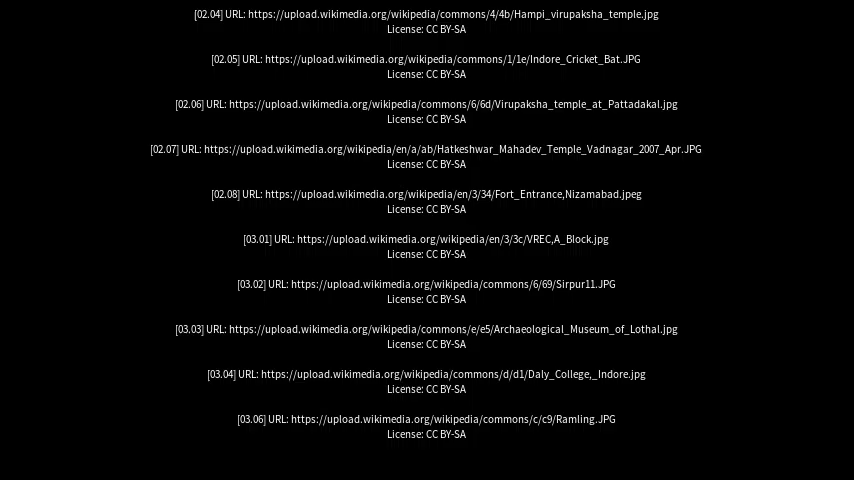 [02.04] URL: https://upload.wikimedia.org/wikipedia/commons/4/4b/Hampi_virupaksha_temple.jpg
License: CC BY-SA
[02.05] URL: https://upload.wikimedia.org/wikipedia/commons/1/1e/Indore_Cricket_Bat.JPG
License: CC BY-SA
[02.06] URL: https://upload.wikimedia.org/wikipedia/commons/6/6d/Virupaksha_temple_at_Pattadakal.jpg
License: CC BY-SA
[02.07] URL: https://upload.wikimedia.org/wikipedia/en/a/ab/Hatkeshwar_Mahadev_Temple_Vadnagar_2007_Apr.JPG
License: CC BY-SA
[02.08] URL: https://upload.wikimedia.org/wikipedia/en/3/34/Fort_Entrance,Nizamabad.jpeg
License: CC BY-SA
[03.01] URL: https://upload.wikimedia.org/wikipedia/en/3/3c/VREC,A_Block.jpg
License: CC BY-SA
[03.02] URL: https://upload.wikimedia.org/wikipedia/commons/6/69/Sirpur11.JPG
License: CC BY-SA
[03.03] URL: https://upload.wikimedia.org/wikipedia/commons/e/e5/Archaeological_Museum_of_Lothal.jpg
License: CC BY-SA
[03.04] URL: https://upload.wikimedia.org/wikipedia/commons/d/d1/Daly_College,_Indore.jpg
License: CC BY-SA
[03.06] URL: https://upload.wikimedia.org/wikipedia/commons/c/c9/Ramling.JPG
License: CC BY-SA